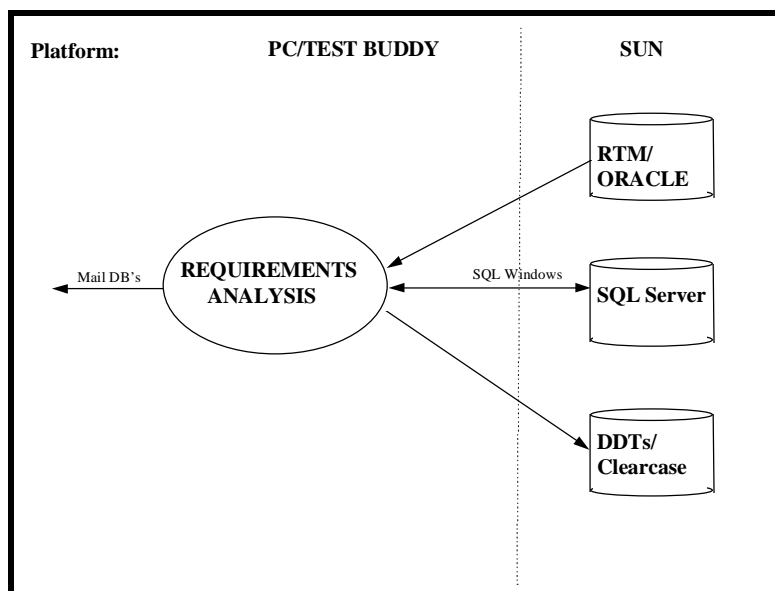 Platform: PC/TEST BUDDY SUN
RTM/
ORACLE
REQUIREMENTS
ANALYSIS
Mail DB's
SQL Windows
SQL Server
DDTs/
Clearcase